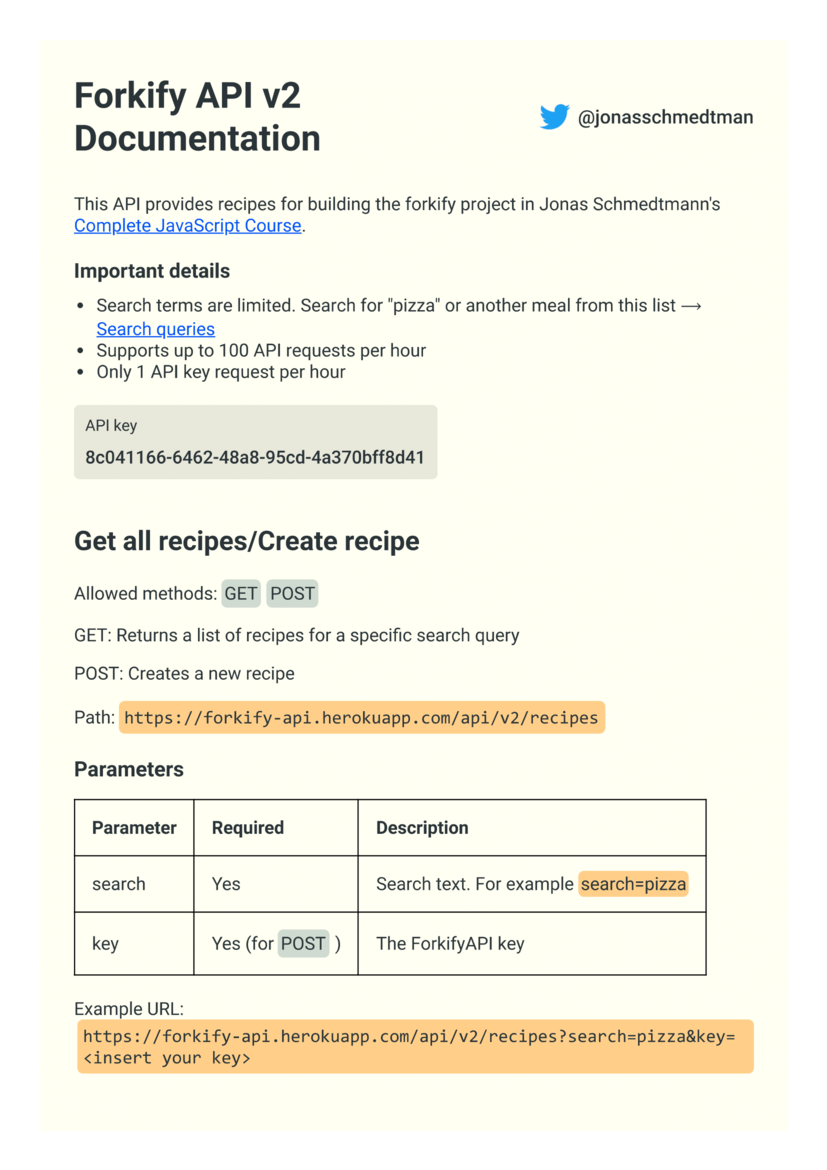 Forkify API v2
Documentation
@jonasschmedtman
This API provides recipes for building the forkify project in Jonas Schmedtmann's
Complete JavaScript Course.
Important details
• Search terms are limited. Search for "pizza" or another meal from this list ⟶
Search queries
• Supports up to 100 API requests per hour
• Only 1 API key request per hour
API key
8c041166-6462-48a8-95cd-4a370bff8d41
Get all recipes/Create recipe
Allowed methods: GET POST
GET: Returns a list of recipes for a specific search query
POST: Creates a new recipe
Path: https://forkify-api.herokuapp.com/api/v2/recipes
Parameters
Parameter Required Description
search Yes Search text. For example search=pizza
key Yes (for POST ) The ForkifyAPI key
Example URL:
https://forkify-api.herokuapp.com/api/v2/recipes?search=pizza&key=
<insert your key>